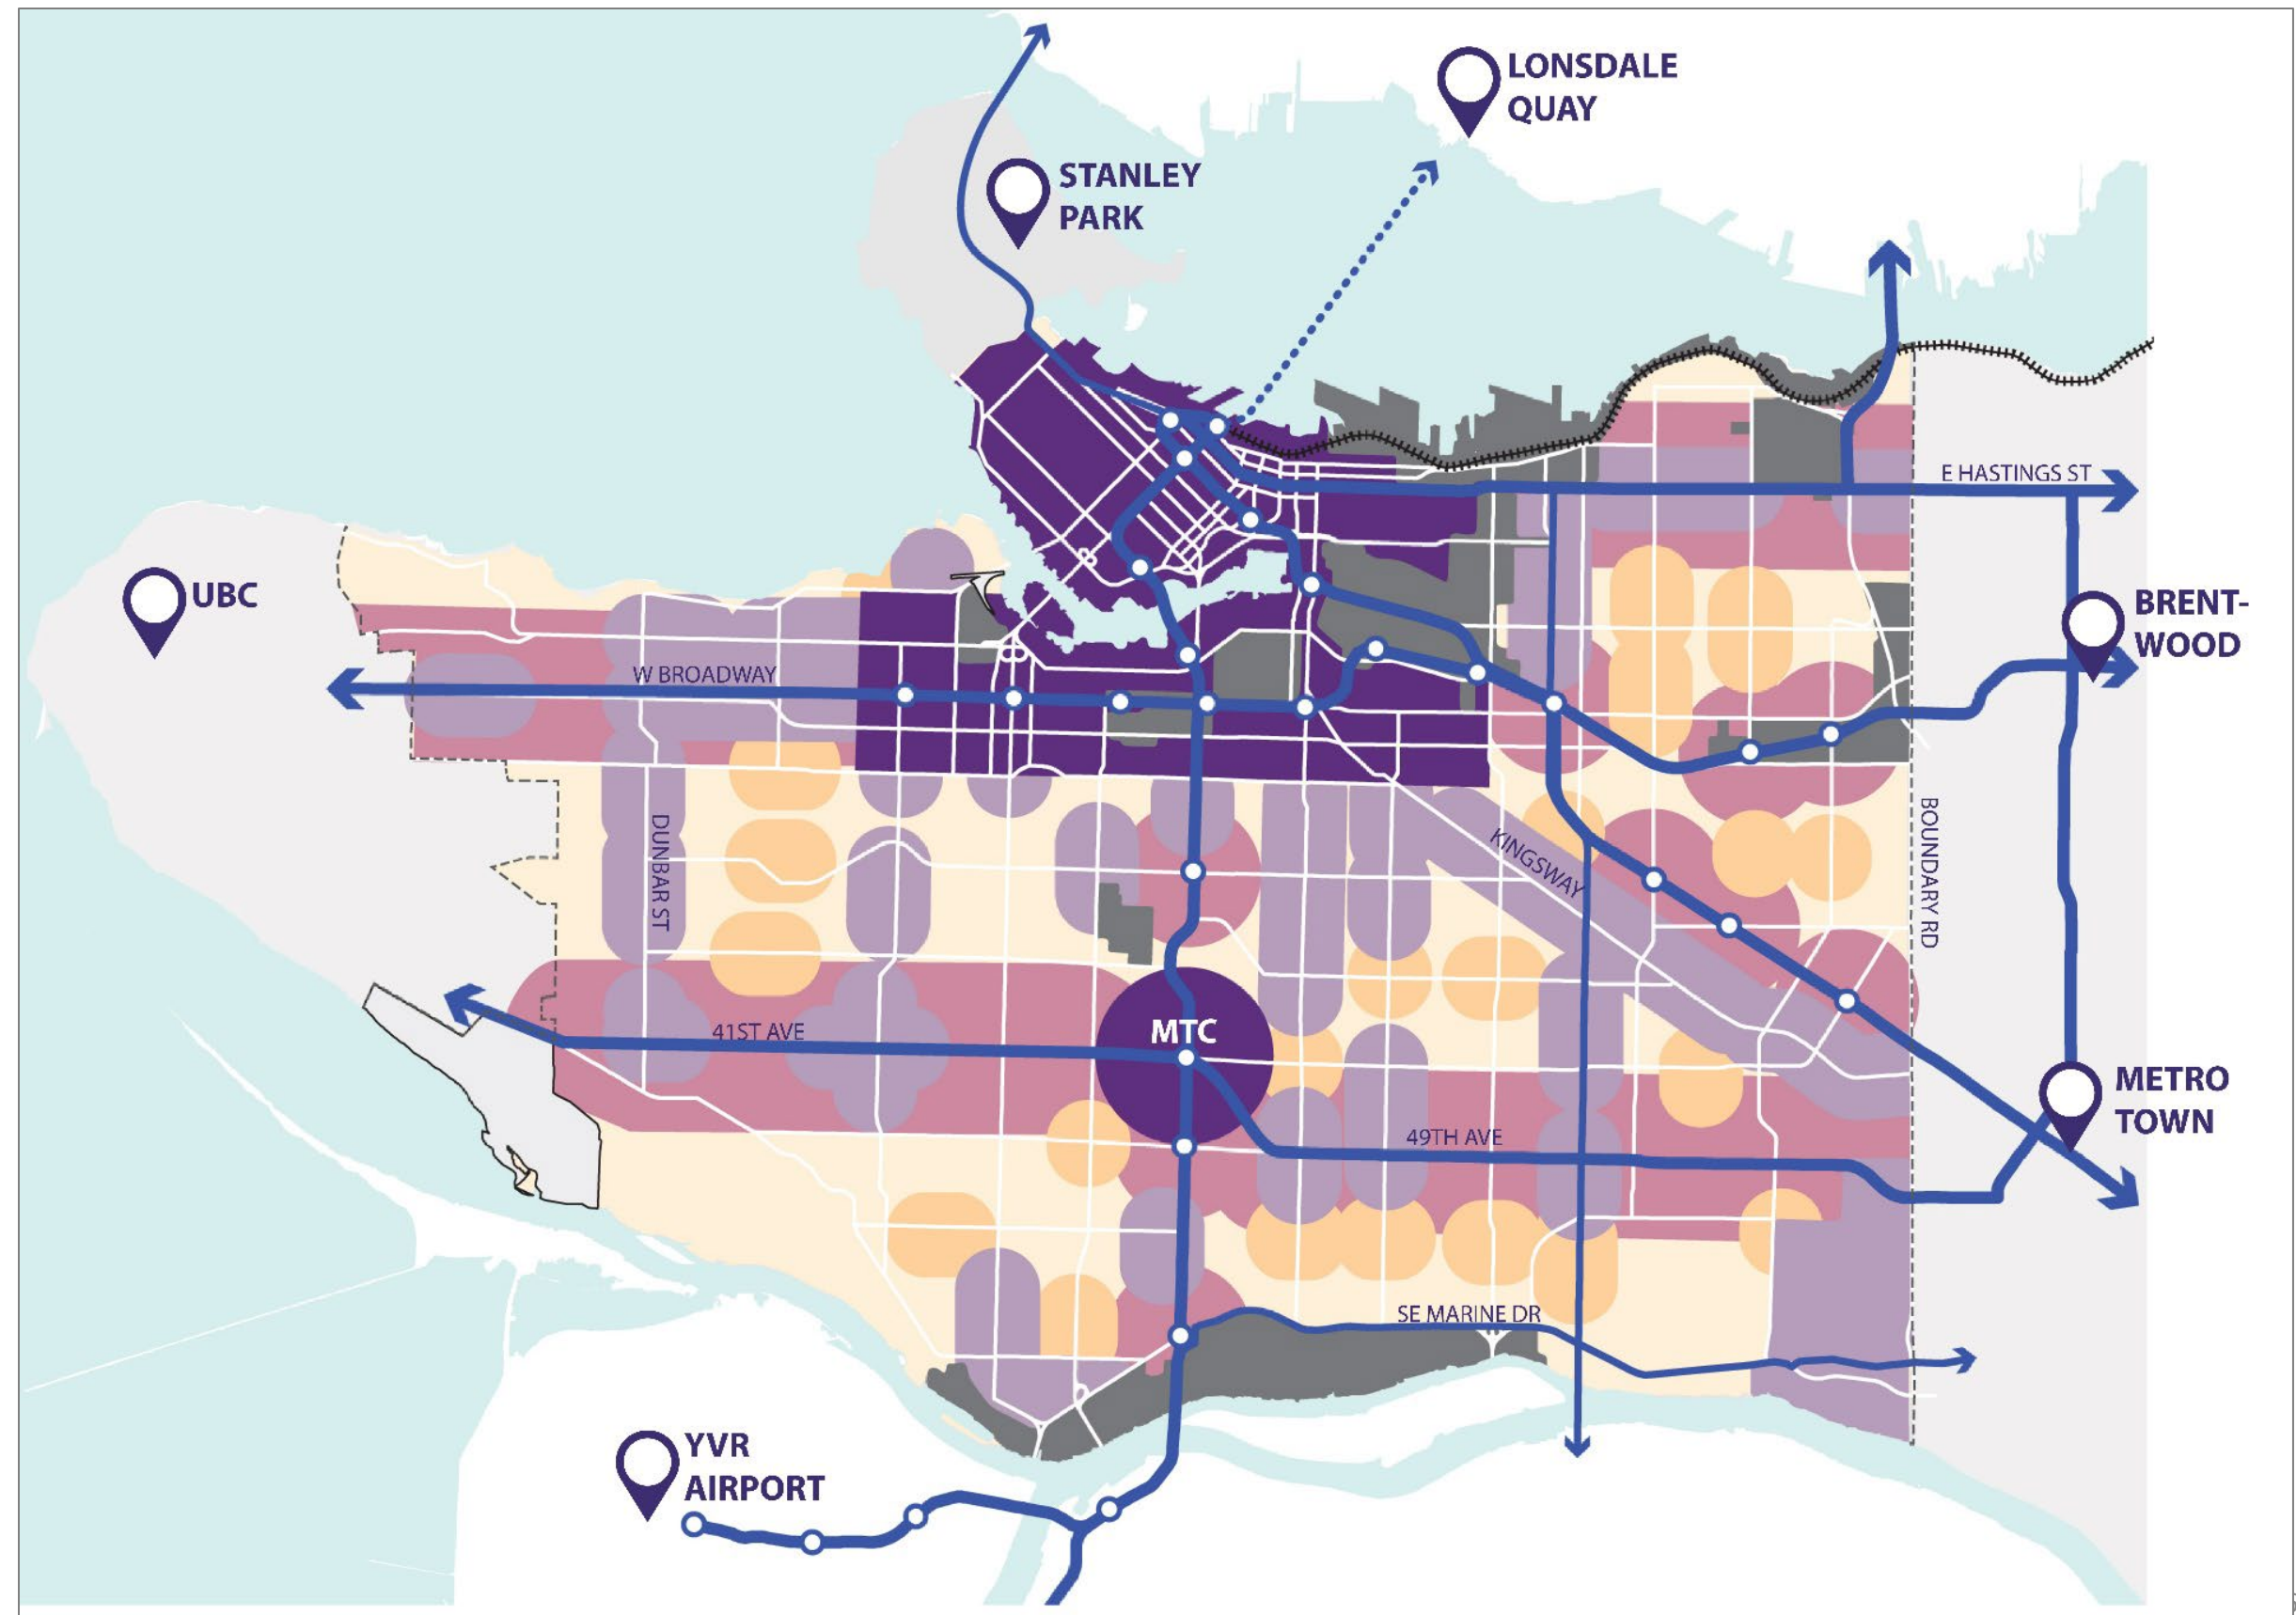 LONSDALE
QUAY
STANLEY
PARK
E HASTINGS ST
UBC
BRENT-
WOOD
W BROADWAY
DUNBAR ST
KINGSWAY
BOUNDARY RD
MTC
41ST AVE
METRO
TOWN
49TH AVE
SE MARINE DR
YVR
AIRPORT